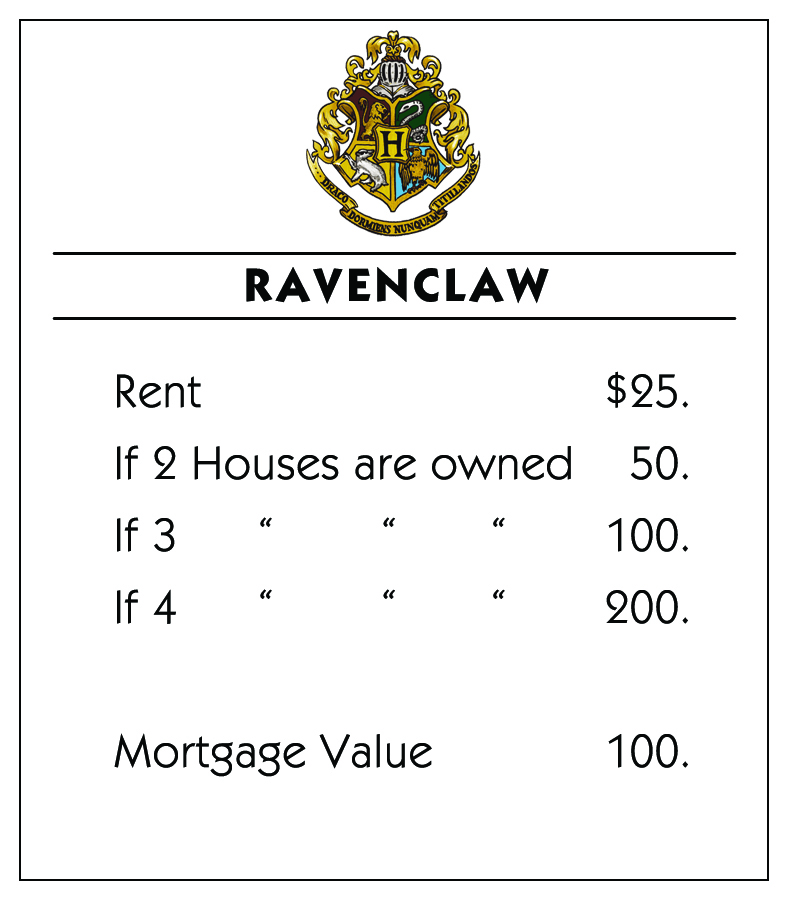 H
DRACO DORMIENS NUNQUAM TITILLANDUS
RAVENCLAW
Rent $25.
If 2 Houses are owned 50.
If 3 “ “ “ 100.
If 4 “ “ “ 200.
Mortgage Value 100.